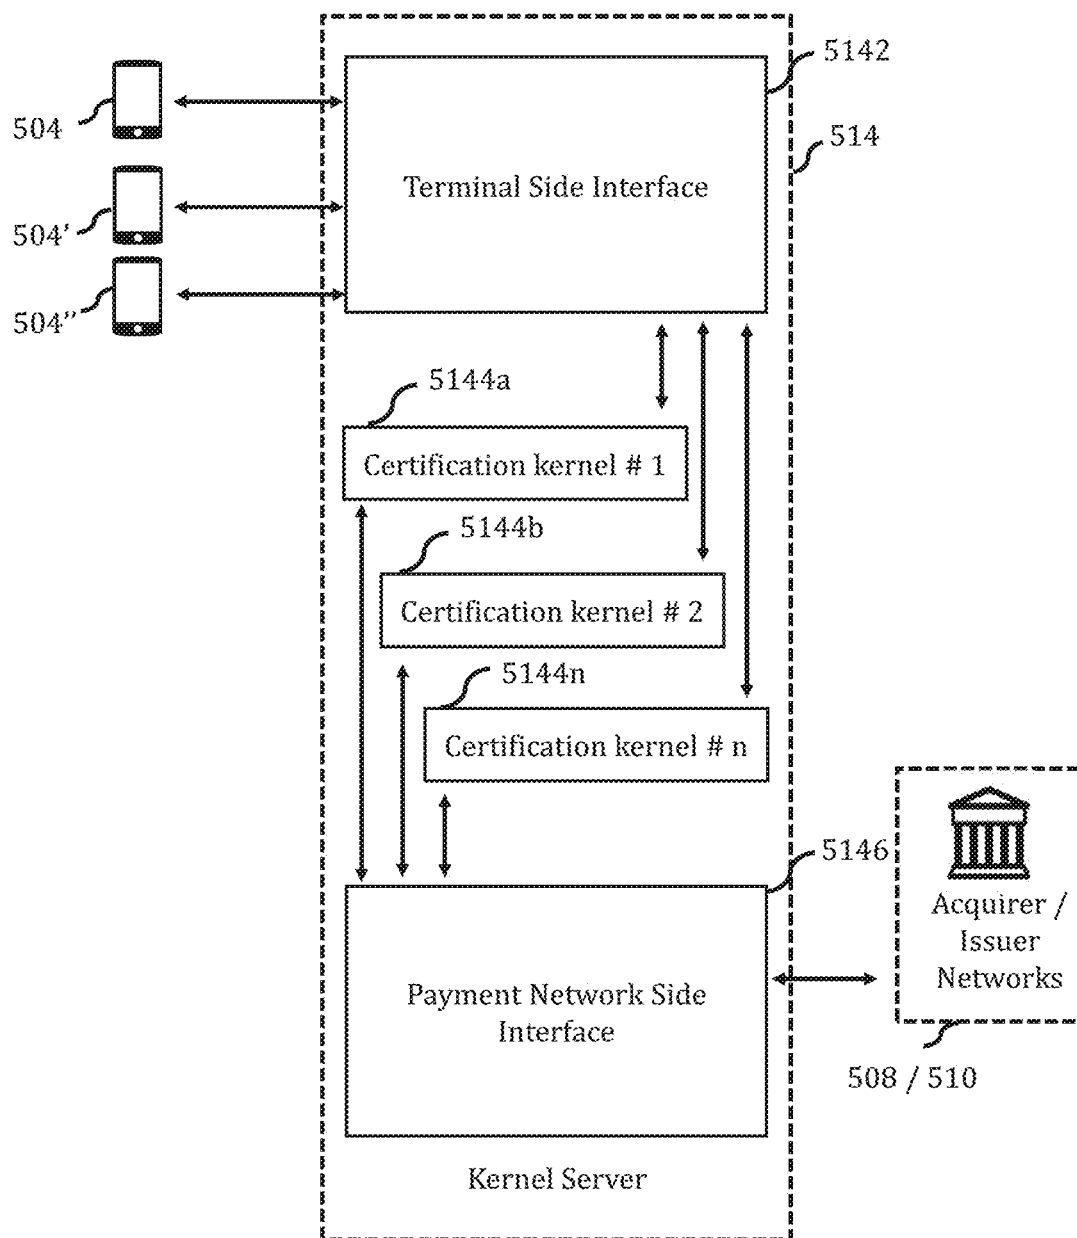 5142
504
514
Terminal Side Interface
504'
504''
5144a
Certification kernel # 1
5144b
Certification kernel # 2
5144n
Certification kernel # n
5146
Acquirer /
Issuer
Networks
Payment Network Side
Interface
508 / 510
Kernel Server